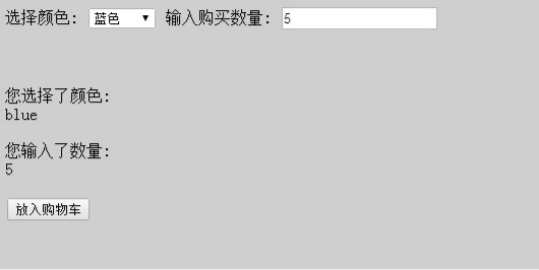 选择颜色: 蓝色 ▼ 输入购买数量: 5
您选择了颜色:
blue
您输入了数量:
5
放入购物车